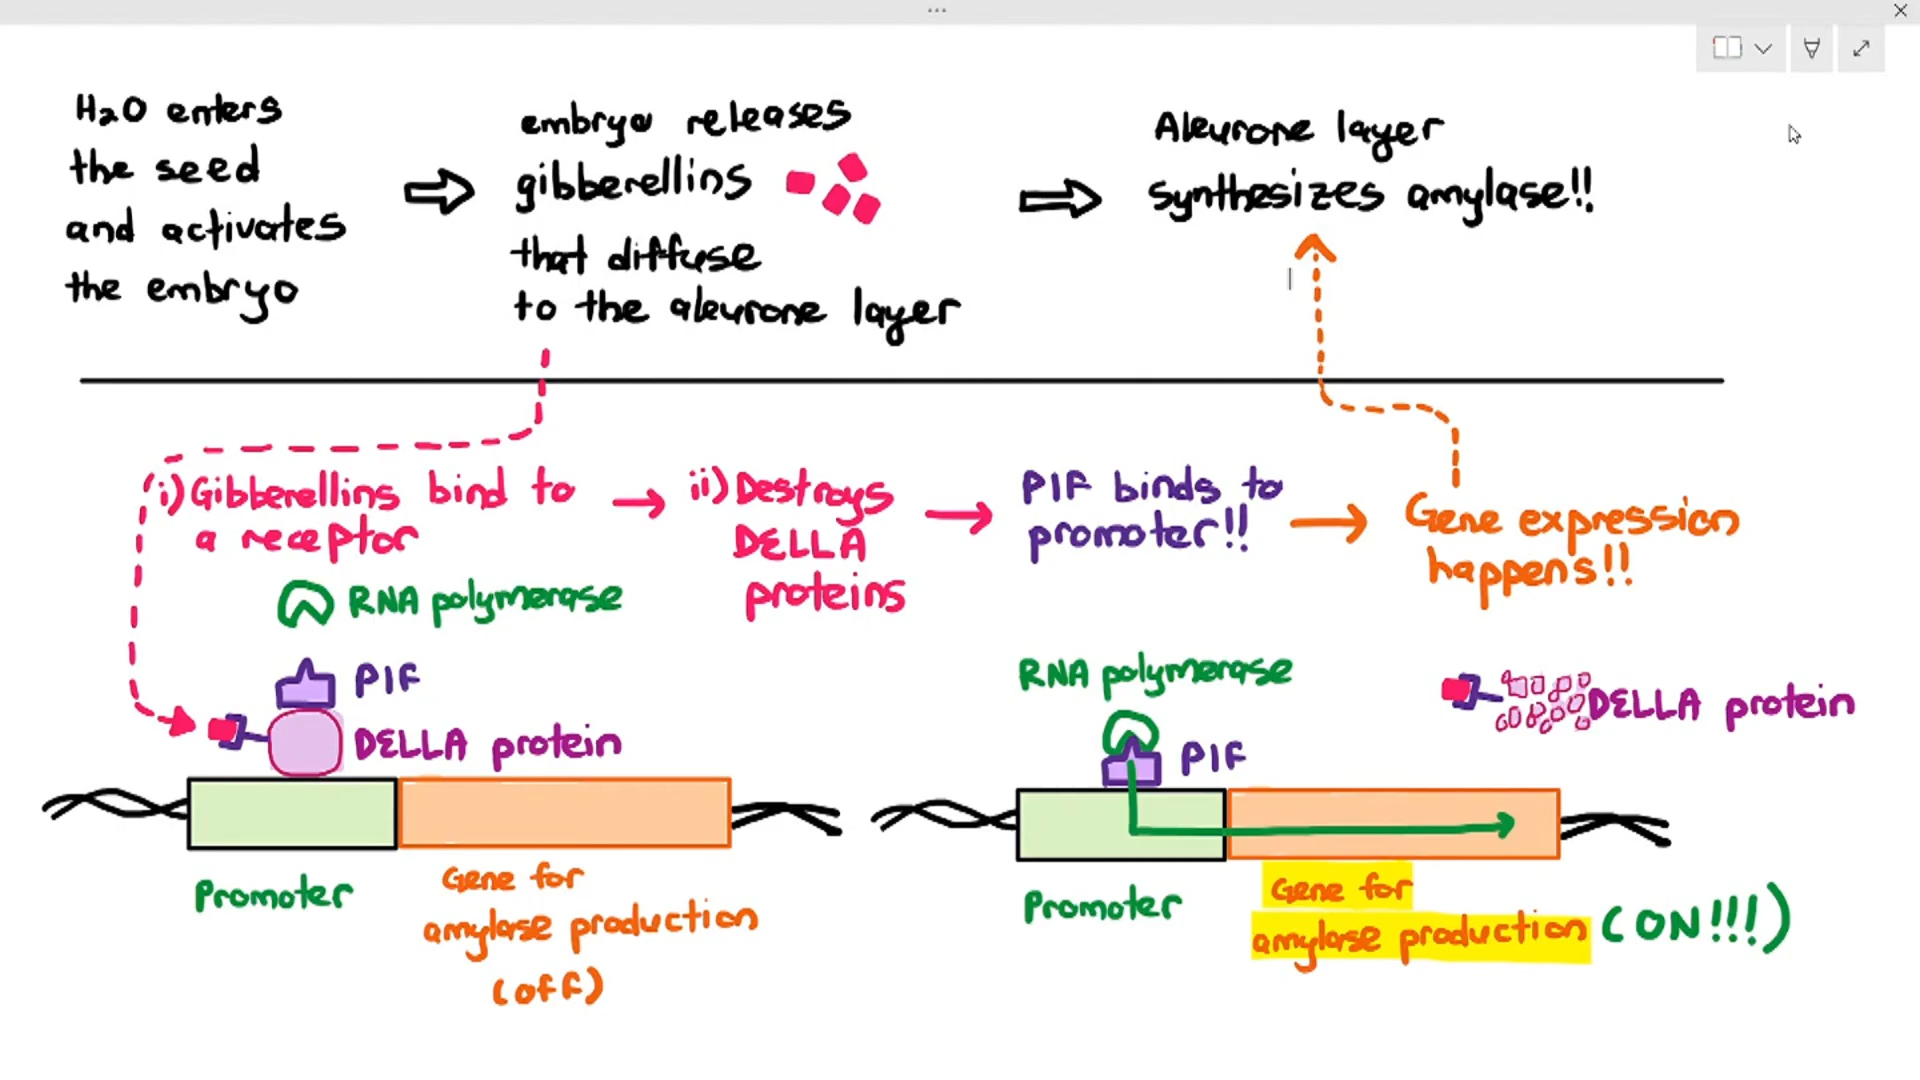 H2O enters
the seed
and activates
the embryo
embryo releases
gibberellins
that diffuse
to the aleurone layer
Aleurone layer
synthesizes amylase!!
i) Gibberellins bind to
a receptor
ii) Destroys
DELLA
proteins
PIF binds to
promoter!!
Gene expression
happens!!
RNA polymerase
PIF
DELLA protein
Promoter
Gene for
amylase production
(off)
RNA polymerase
PIF
DELLA protein
Promoter
Gene for
amylase production (ON!!!)